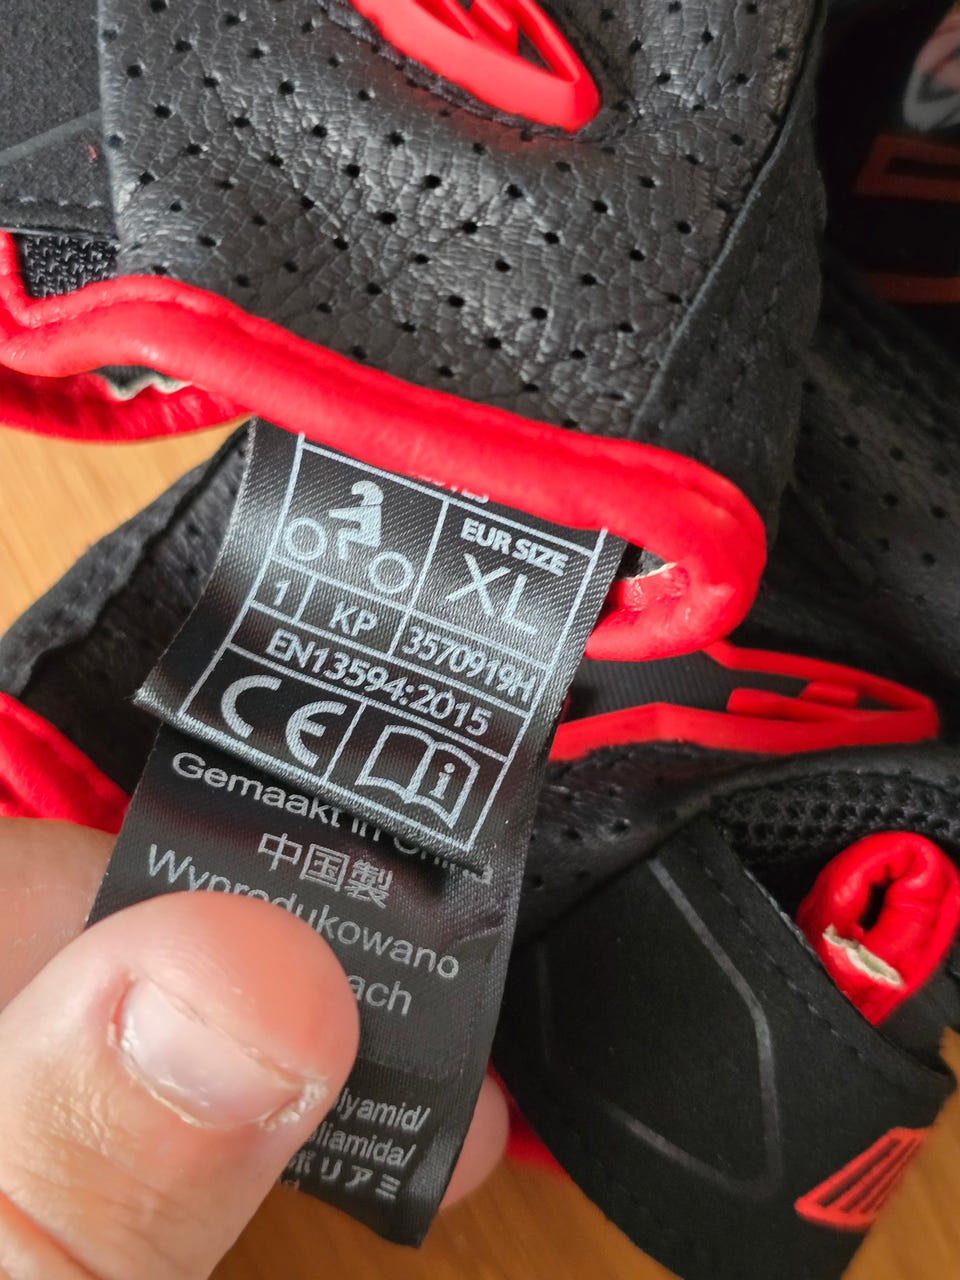 EUR SIZE
XL
1 KP 3570919H
EN13594:2015
CE
i
Gemaakt in China
中国製
Wyprodukowano
ach
lyamid/
liamida/
ポリアミ